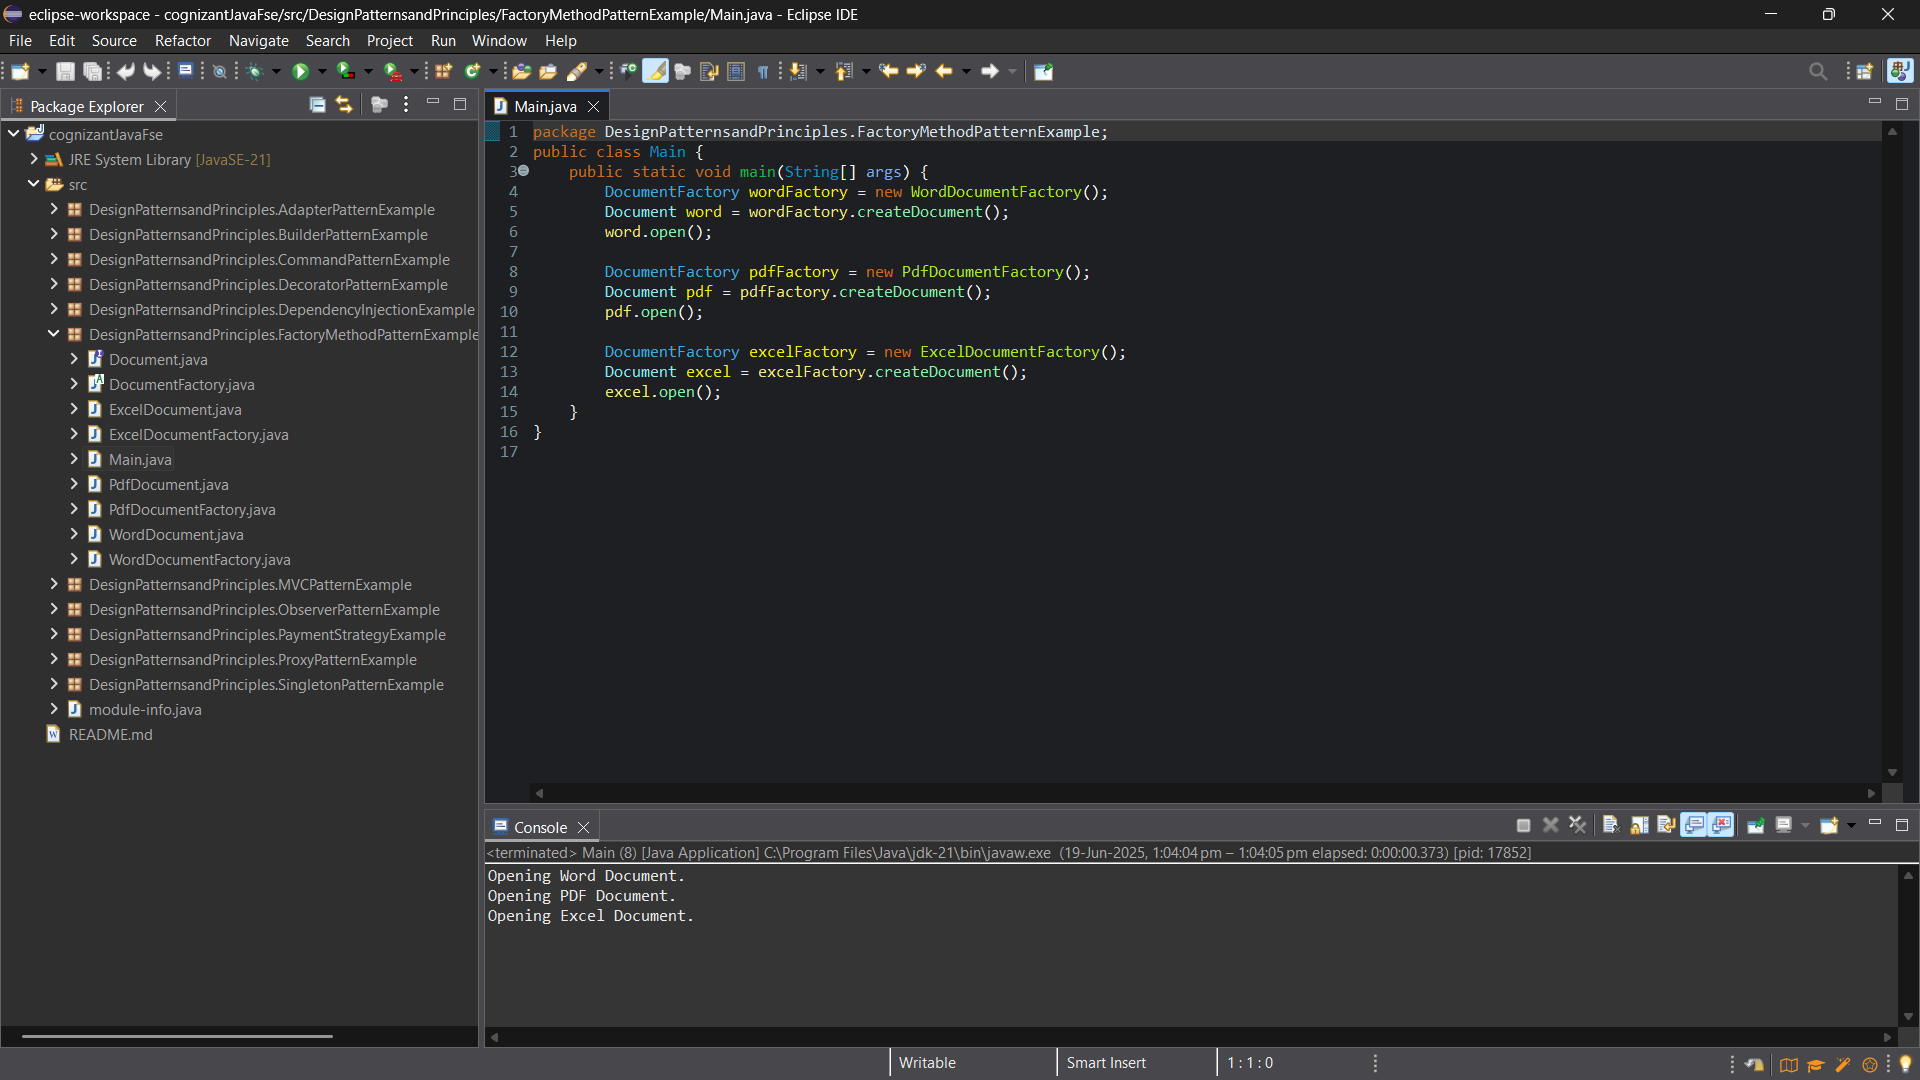 eclipse-workspace - cognizantJavaFse/src/DesignPatternsandPrinciples/FactoryMethodPatternExample/Main.java - Eclipse IDE
File Edit Source Refactor Navigate Search Project Run Window Help
Package Explorer
cognizantJavaFse
JRE System Library [JavaSE-21]
src
DesignPatternsandPrinciples.AdapterPatternExample
DesignPatternsandPrinciples.BuilderPatternExample
DesignPatternsandPrinciples.CommandPatternExample
DesignPatternsandPrinciples.DecoratorPatternExample
DesignPatternsandPrinciples.DependencyInjectionExample
DesignPatternsandPrinciples.FactoryMethodPatternExample
Document.java
DocumentFactory.java
ExcelDocument.java
ExcelDocumentFactory.java
Main.java
PdfDocument.java
PdfDocumentFactory.java
WordDocument.java
WordDocumentFactory.java
DesignPatternsandPrinciples.MVCPatternExample
DesignPatternsandPrinciples.ObserverPatternExample
DesignPatternsandPrinciples.PaymentStrategyExample
DesignPatternsandPrinciples.ProxyPatternExample
DesignPatternsandPrinciples.SingletonPatternExample
module-info.java
README.md
Main.java
1 package DesignPatternsandPrinciples.FactoryMethodPatternExample;
2 public class Main {
3 public static void main(String[] args) {
4 DocumentFactory wordFactory = new WordDocumentFactory();
5 Document word = wordFactory.createDocument();
6 word.open();
7
8 DocumentFactory pdfFactory = new PdfDocumentFactory();
9 Document pdf = pdfFactory.createDocument();
10 pdf.open();
11
12 DocumentFactory excelFactory = new ExcelDocumentFactory();
13 Document excel = excelFactory.createDocument();
14 excel.open();
15 }
16 }
17
Console
<terminated> Main (8) [Java Application] C:\Program Files\Java\jdk-21\bin\javaw.exe (19-Jun-2025, 1:04:04 pm – 1:04:05 pm elapsed: 0:00:00.373) [pid: 17852]
Opening Word Document.
Opening PDF Document.
Opening Excel Document.
Writable Smart Insert 1 : 1 : 0